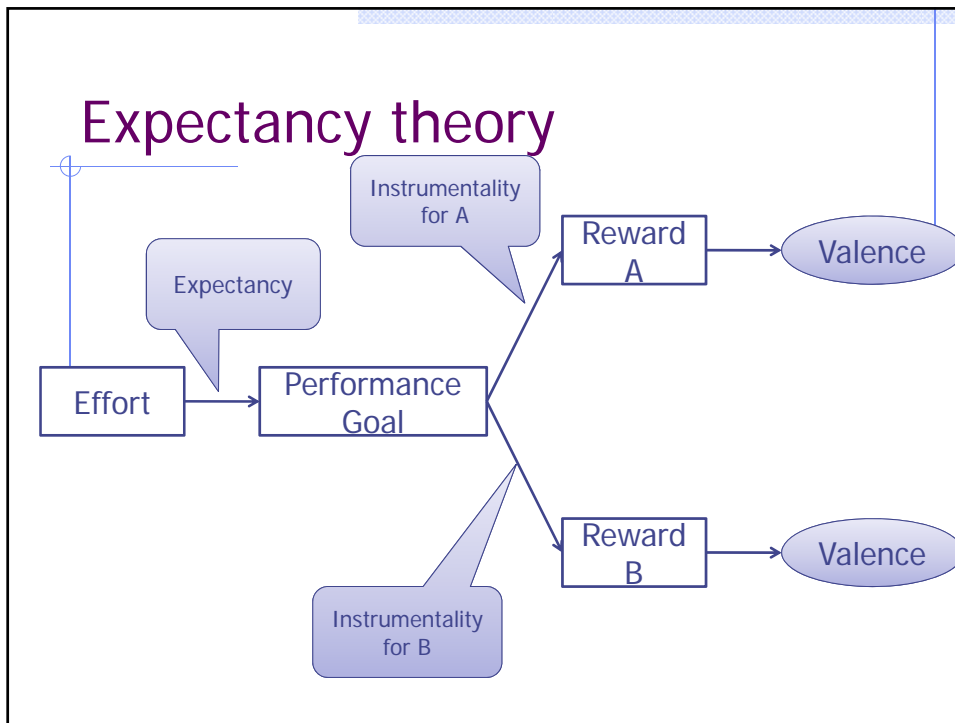 Expectancy theory
Instrumentality
for A
Reward
A
Valence
Expectancy
Effort
Performance
Goal
Reward
B
Valence
Instrumentality
for B